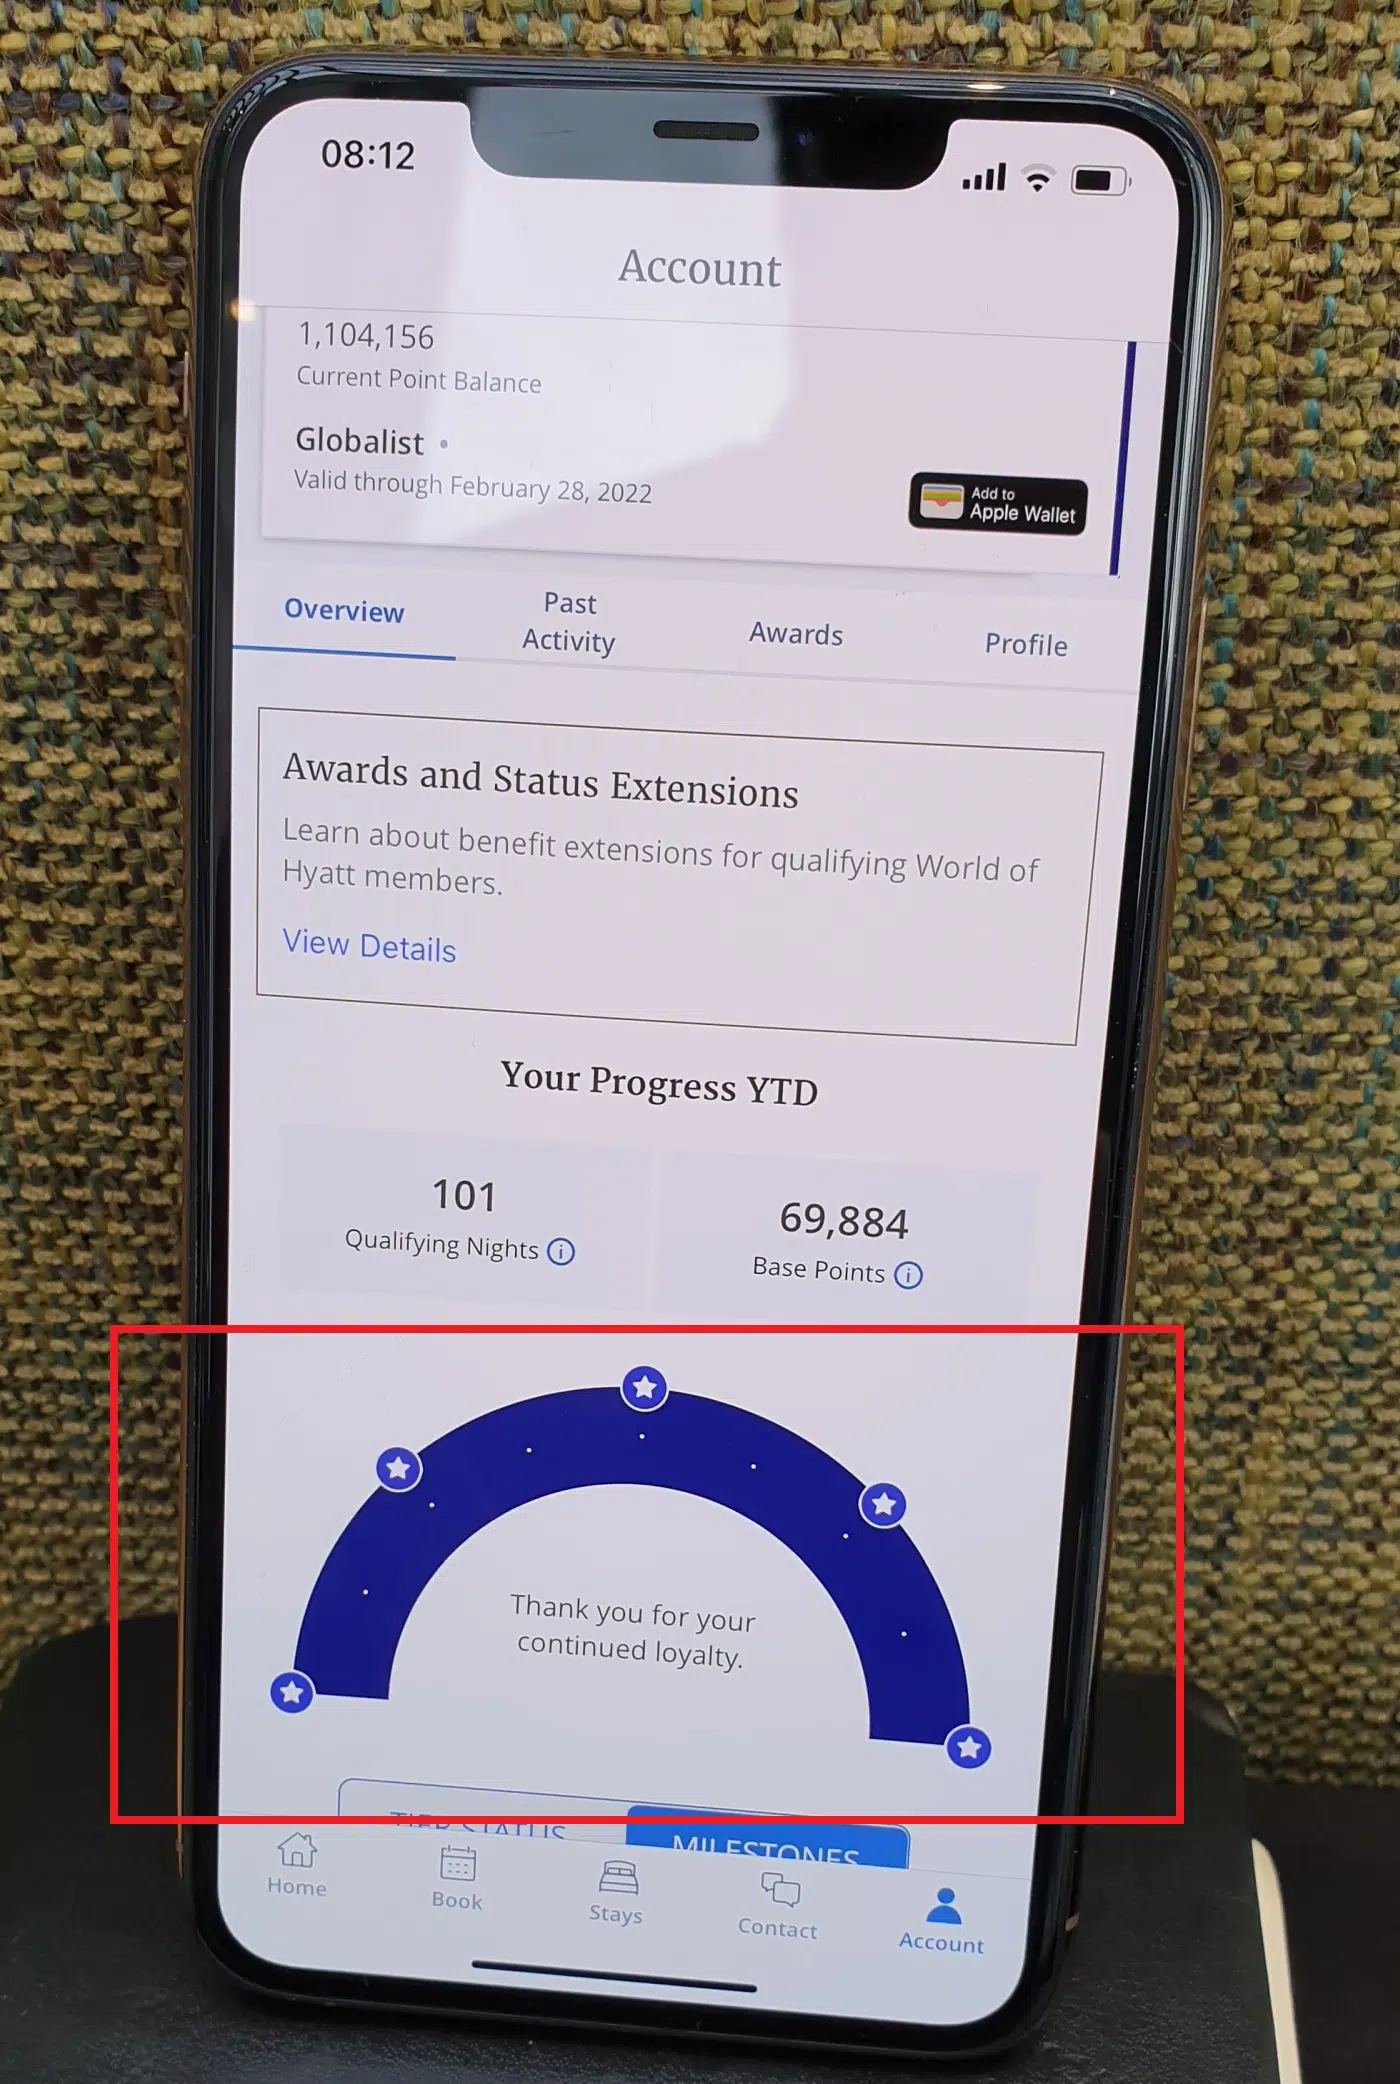 08:12
Account
1,104,156
Current Point Balance
Globalist •
Valid through February 28, 2022
Add to
Apple Wallet
Overview
Past
Activity
Awards
Profile
Awards and Status Extensions
Learn about benefit extensions for qualifying World of
Hyatt members.
View Details
Your Progress YTD
101
Qualifying Nights
69,884
Base Points
Thank you for your
continued loyalty.
TIER STATUS
MILESTONES
Home
Book
Stays
Contact
Account